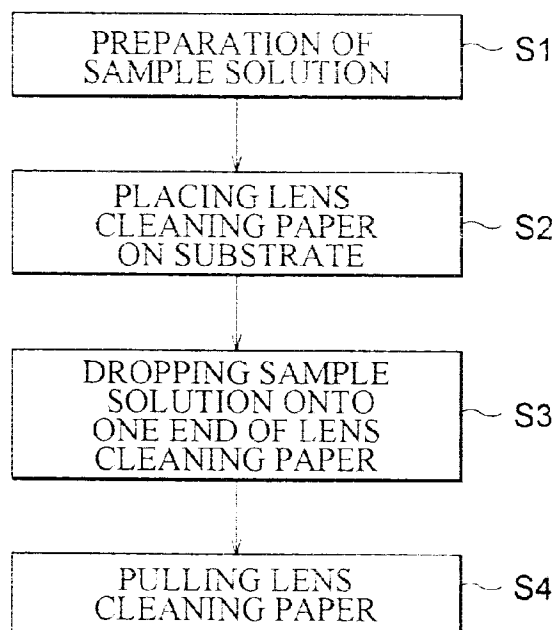 PREPARATION OF
SAMPLE SOLUTION
S1
PLACING LENS
CLEANING PAPER
ON SUBSTRATE
S2
DROPPING SAMPLE
SOLUTION ONTO
ONE END OF LENS
CLEANING PAPER
S3
PULLING LENS
CLEANING PAPER
S4